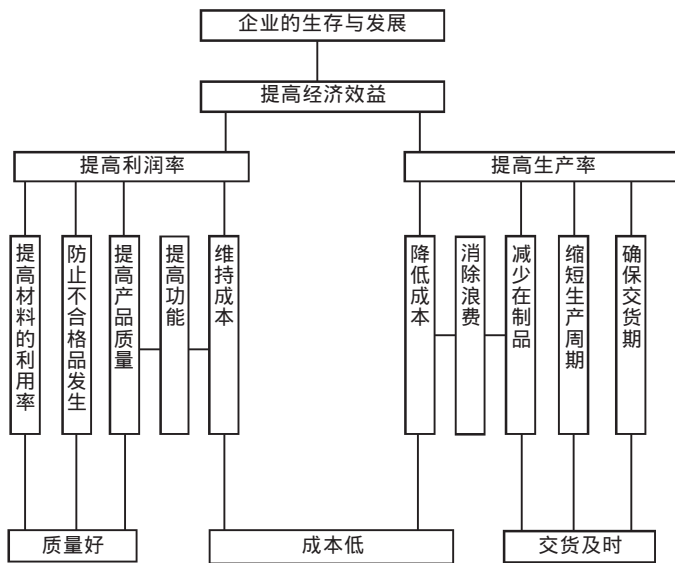 企业的生存与发展
提高经济效益
提高利润率
提高生产率
提高材料的利用率
防止不合格品发生
提高产品质量
提高功能
维持成本
降低成本
消除浪费
减少在制品
缩短生产周期
确保交货期
质量好
成本低
交货及时